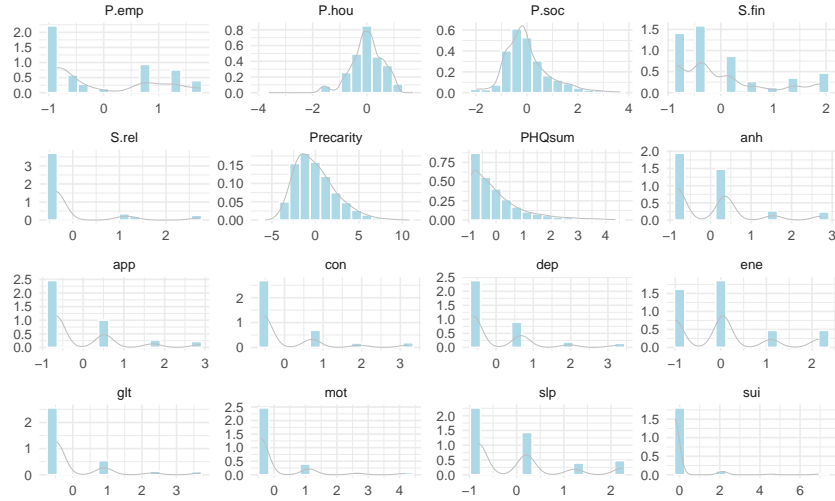 P.emp P.hou P.soc S.fin
2.0 1.5 1.0 0.5 0.0
0.8 0.6 0.4 0.2 0.0
0.6 0.4 0.2 0.0
1.5 1.0 0.5 0.0
−1 0 1
−4 −2 0
−2 0 2 4
−1 0 1 2
S.rel Precarity PHQsum anh
3 2 1 0
0.15 0.10 0.05 0.00
0.75 0.50 0.25 0.00
2.0 1.5 1.0 0.5 0.0
0 1 2
−5 0 5 10
−1 0 1 2 3 4
−1 0 1 2 3
app con dep ene
2.5 2.0 1.5 1.0 0.5 0.0
2 1 0
2.0 1.5 1.0 0.5 0.0
1.5 1.0 0.5 0.0
−1 0 1 2 3
0 1 2 3
0 1 2 3
−1 0 1 2
glt mot slp sui
2 1 0
2.5 2.0 1.5 1.0 0.5 0.0
2.0 1.5 1.0 0.5 0.0
1.5 1.0 0.5 0.0
0 1 2 3
0 1 2 3 4
−1 0 1 2
0 2 4 6